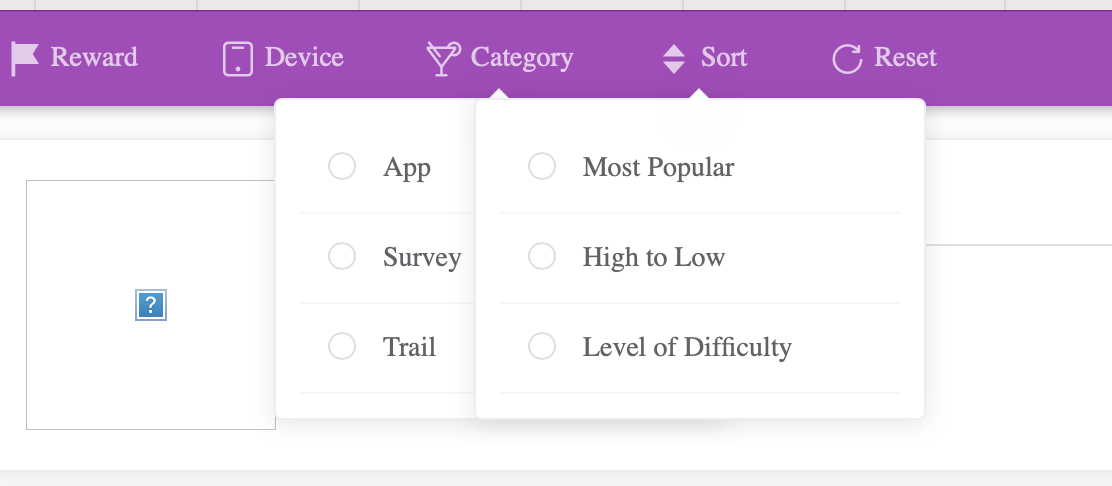 Reward Device Category Sort Reset
App
Survey
Trail
Most Popular
High to Low
Level of Difficulty
?